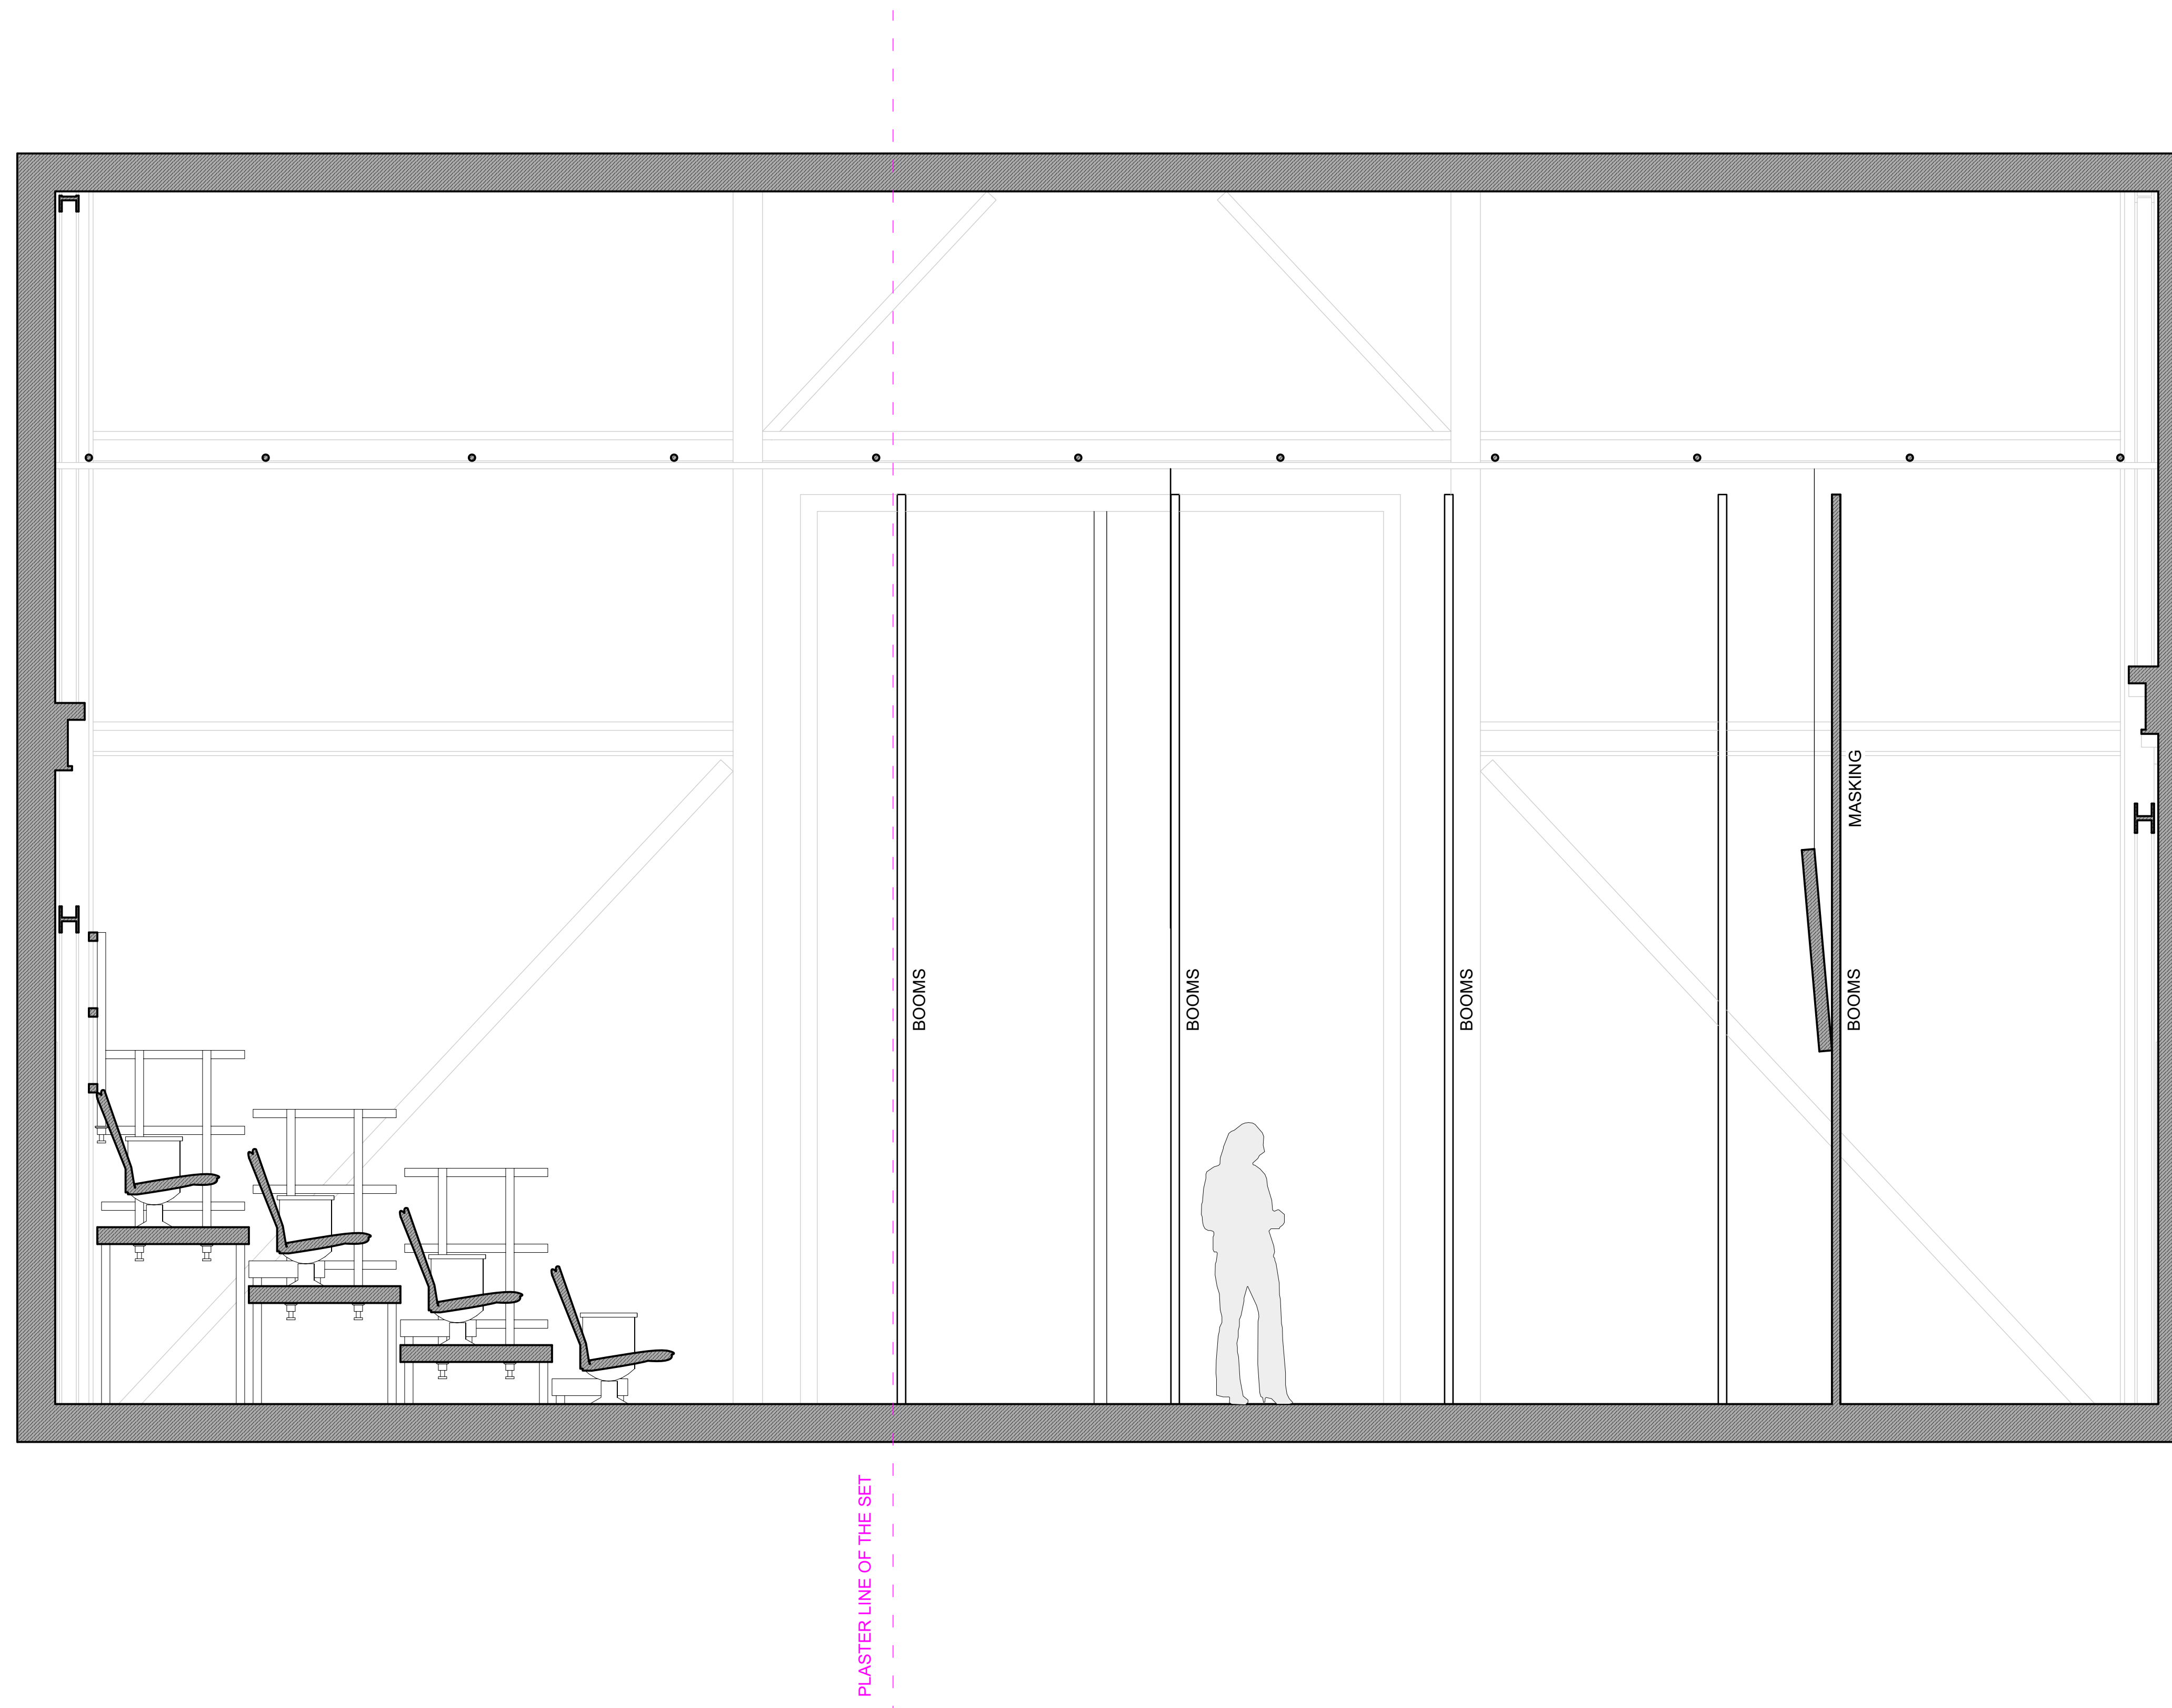 BOOMS
BOOMS
BOOMS
MASKING
BOOMS
PLASTER LINE OF THE SET